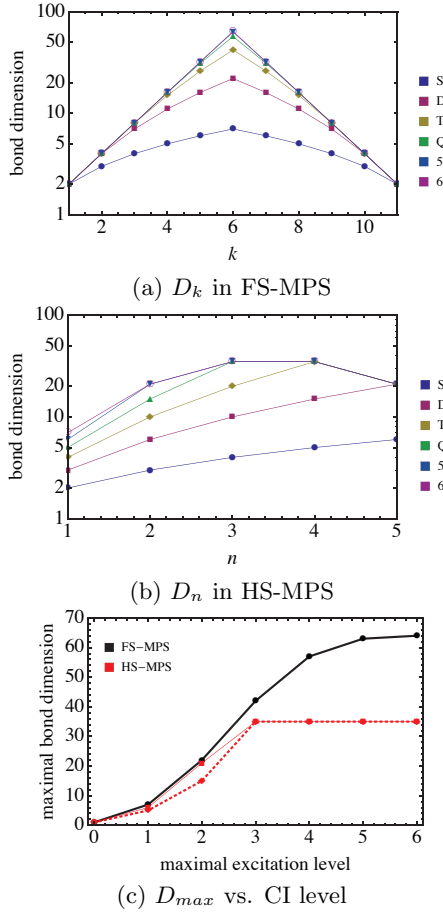 100
50
20
10
5
2
1
bond dimension
2 4 6 8 10
k
S
D
T
Q
5
6
(a) D_k in FS-MPS
100
50
20
10
5
2
1
bond dimension
1 2 3 4 5
n
S
D
T
Q
5
6
(b) D_n in HS-MPS
70
60
50
40
30
20
10
0
maximal bond dimension
FS−MPS
HS−MPS
0 1 2 3 4 5 6
maximal excitation level
(c) D_{max} vs. CI level